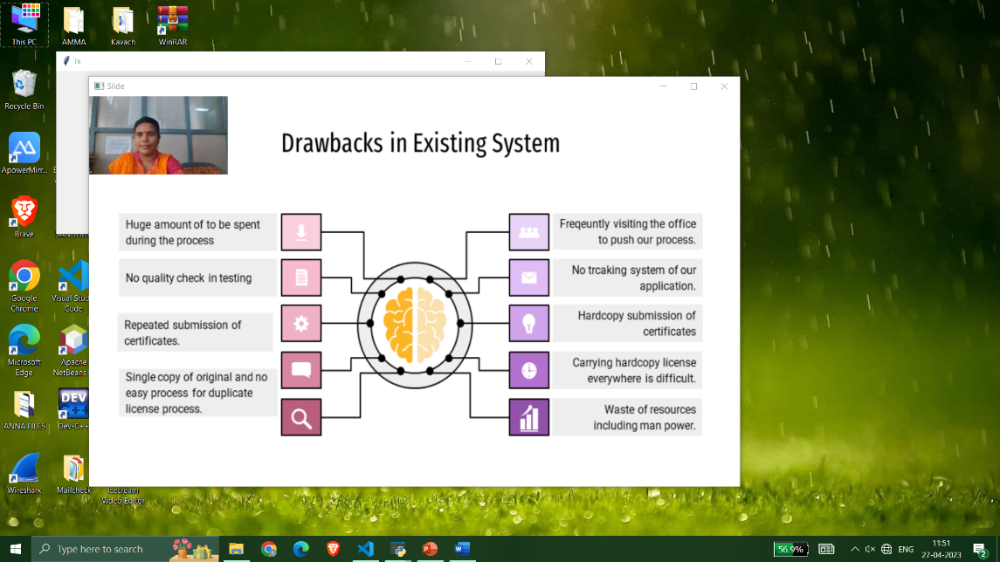 This PC
AMMA
Kavach
WinRAR
Recycle Bin
ApowerMirr...
Brave
Google
Chrome
Visual Stud
Code
Microsoft
Edge
Apache
NetBeans
ANNA FILES
DEV
Dev-C++
Wireshark
Mailcheck
Icecream
Video Editor
tk
Slide
Drawbacks in Existing System
Huge amount of to be spent
during the process
No quality check in testing
Repeated submission of
certificates.
Single copy of original and no
easy process for duplicate
license process.
Freqeuntly visiting the office
to push our process.
No trcaking system of our
application.
Hardcopy submission of
certificates
Carrying hardcopy license
everywhere is difficult.
Waste of resources
including man power.
Type here to search
56.9%
ENG
11:51
27-04-2023
2